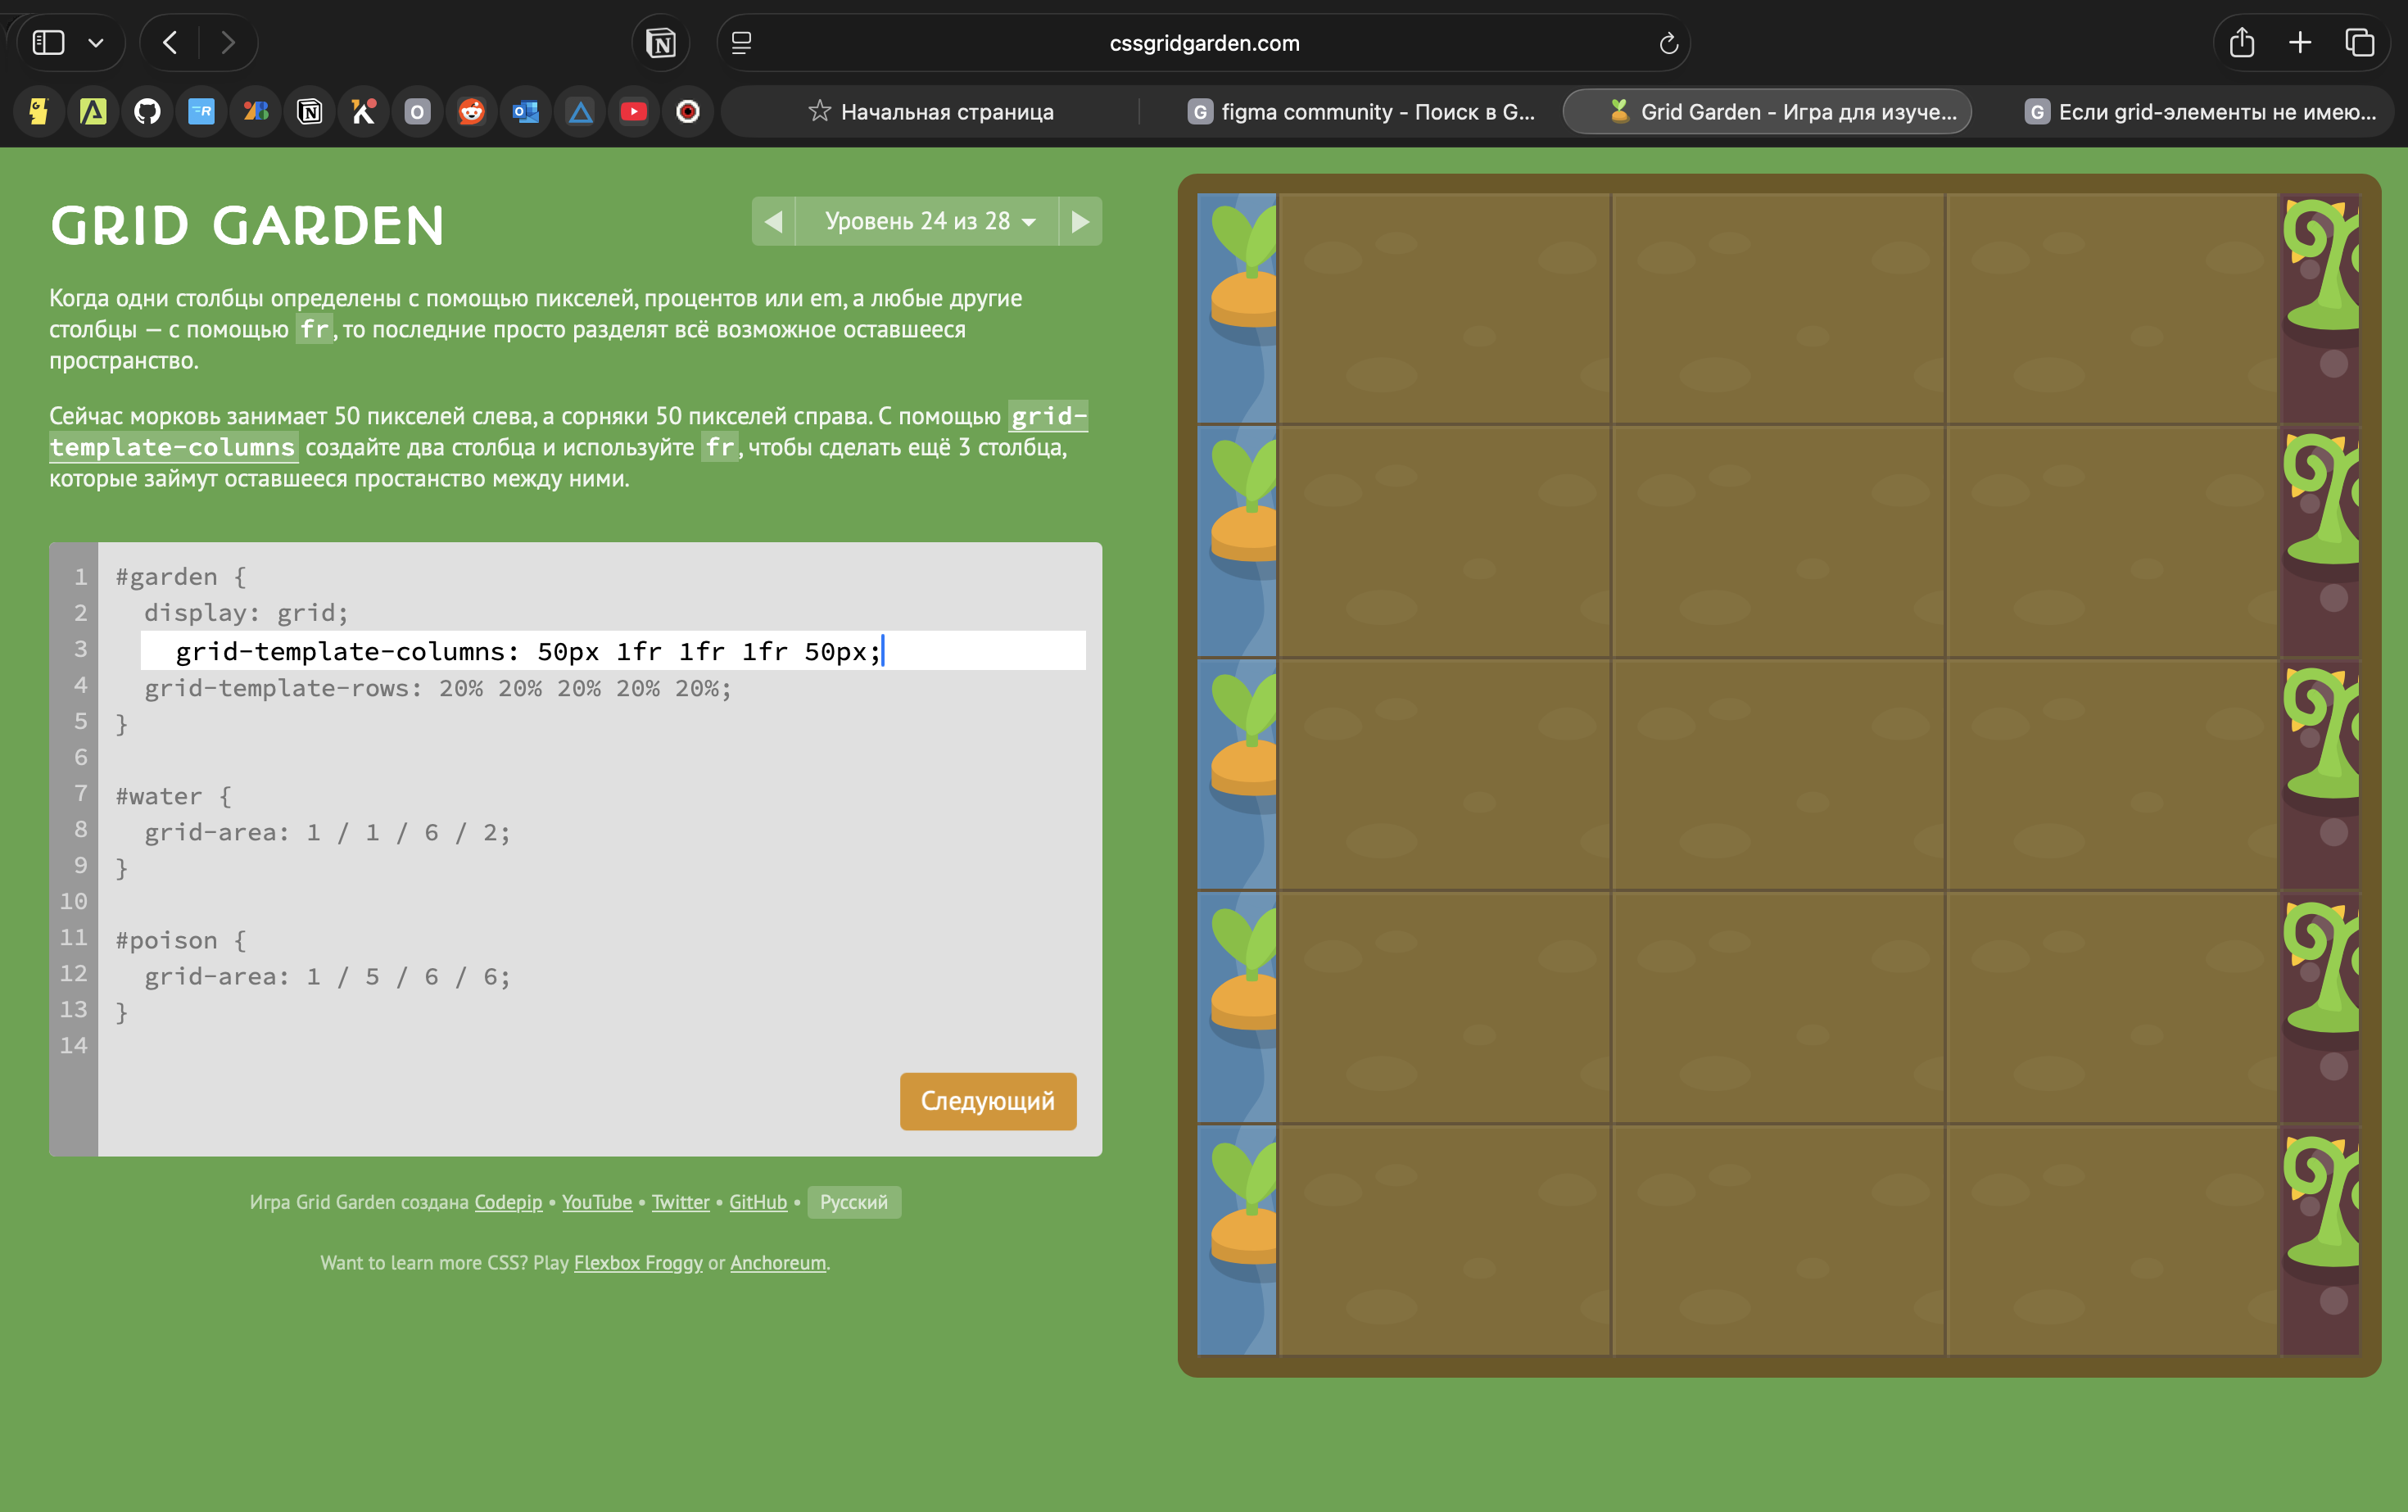 cssgridgarden.com
Начальная страница
figma community - Поиск в G...
Grid Garden - Игра для изуче...
Если grid-элементы не имею...
GRID GARDEN
Уровень 24 из 28
Когда одни столбцы определены с помощью пикселей, процентов или em, а любые другие
столбцы — с помощью fr, то последние просто разделят всё возможное оставшееся
пространство.
Сейчас морковь занимает 50 пикселей слева, а сорняки 50 пикселей справа. С помощью grid-
template-columns создайте два столбца и используйте fr, чтобы сделать ещё 3 столбца,
которые займут оставшееся простанство между ними.
1 #garden {
2 display: grid;
3 grid-template-columns: 50px 1fr 1fr 1fr 50px;
4 grid-template-rows: 20% 20% 20% 20% 20%;
5 }
6
7 #water {
8 grid-area: 1 / 1 / 6 / 2;
9 }
10
11 #poison {
12 grid-area: 1 / 5 / 6 / 6;
13 }
14
Следующий
Игра Grid Garden создана Codepip • YouTube • Twitter • GitHub • Русский
Want to learn more CSS? Play Flexbox Froggy or Anchoreum.